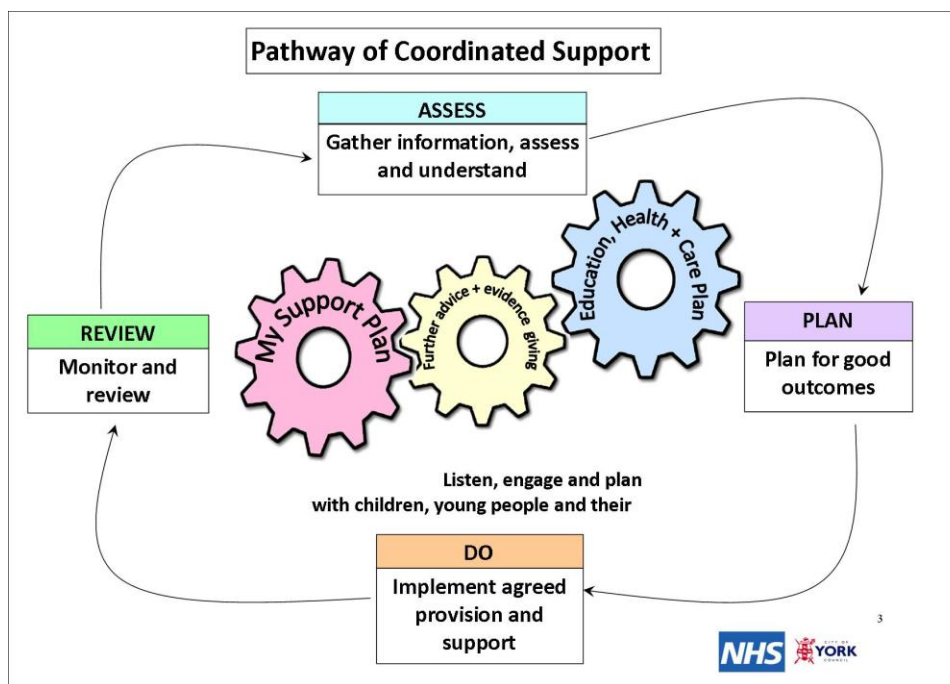 Pathway of Coordinated Support
ASSESS
Gather information, assess
and understand
Education, Health + Care Plan
My Support Plan
Further advice + evidence
giving
REVIEW
Monitor and
review
PLAN
Plan for good
outcomes
Listen, engage and plan
with children, young people and their
DO
Implement agreed
provision and
support
3
NHS
CITY OF
YORK
COUNCIL